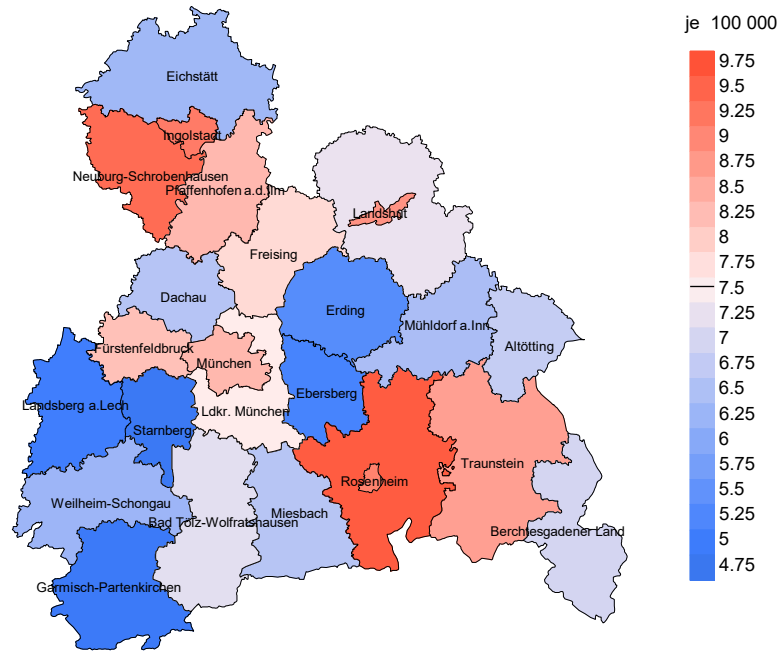 je 100 000
9.75
9.5
9.25
9
8.75
8.5
8.25
8
7.75
7.5
7.25
7
6.75
6.5
6.25
6
5.75
5.5
5.25
5
4.75
Eichstätt
Ingolstadt
Neuburg-Schrobenhausen
Pfaffenhofen a.d.Ilm
Landshut
Freising
Dachau
Erding
Mühldorf a.Inn
Altötting
Fürstenfeldbruck
München
Ebersberg
Landsberg a.Lech
Ldkr. München
Starnberg
Traunstein
Rosenheim
Weilheim-Schongau
Miesbach
Bad Tölz-Wolfratshausen
Berchtesgadener Land
Garmisch-Partenkirchen